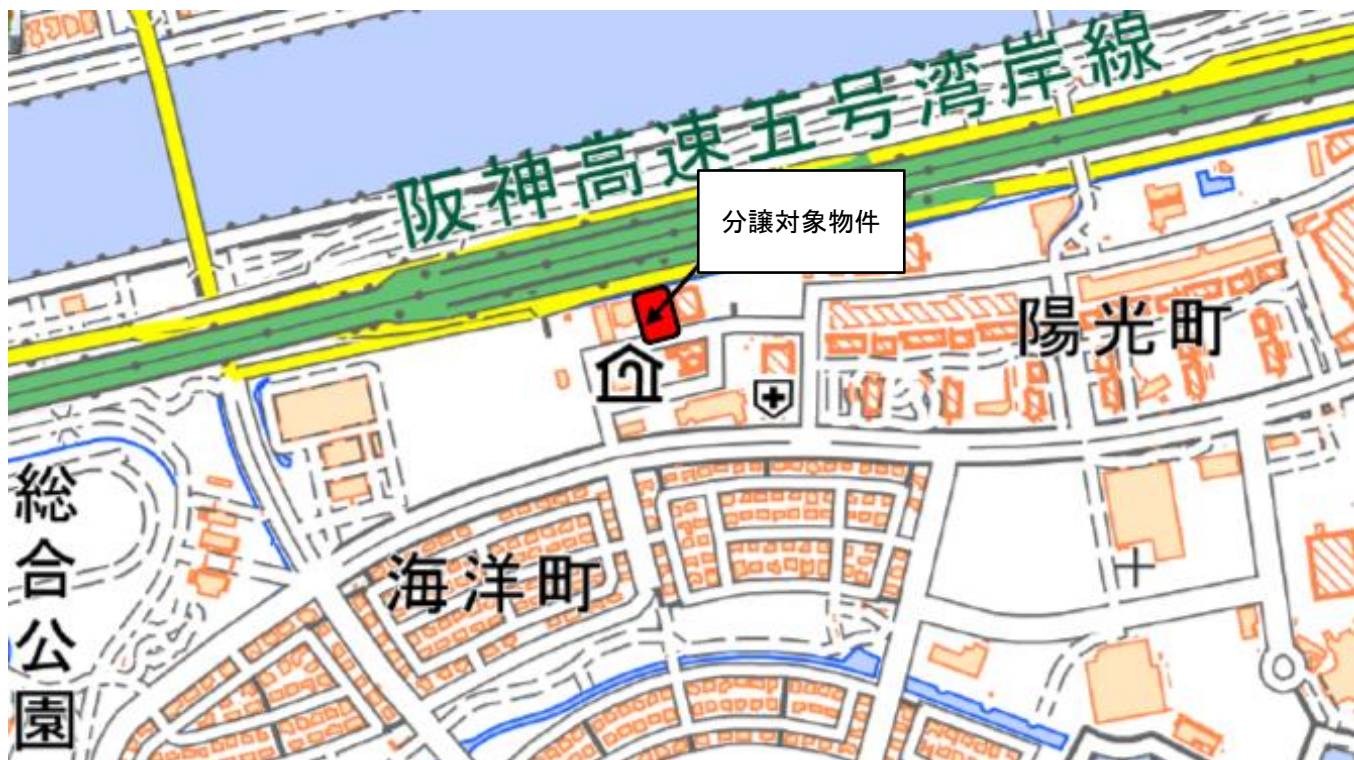 阪神高速五号湾岸線
分譲対象物件
陽光町
海洋町
総合公園